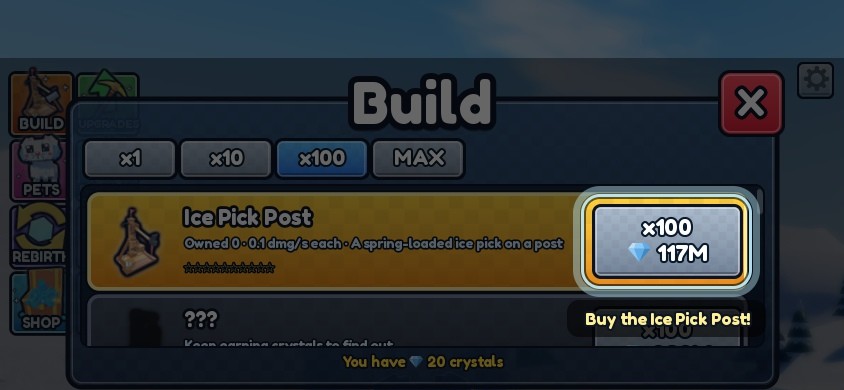 Build
BUILD
UPGRADES
PETS
REBIRTH
SHOP
x1
x10
x100
MAX
Ice Pick Post
Owned 0 · 0.1 dmg/s each · A spring-loaded ice pick on a post
x100
117M
Buy the Ice Pick Post!
???
Keep earning crystals to find out
x100
You have 20 crystals